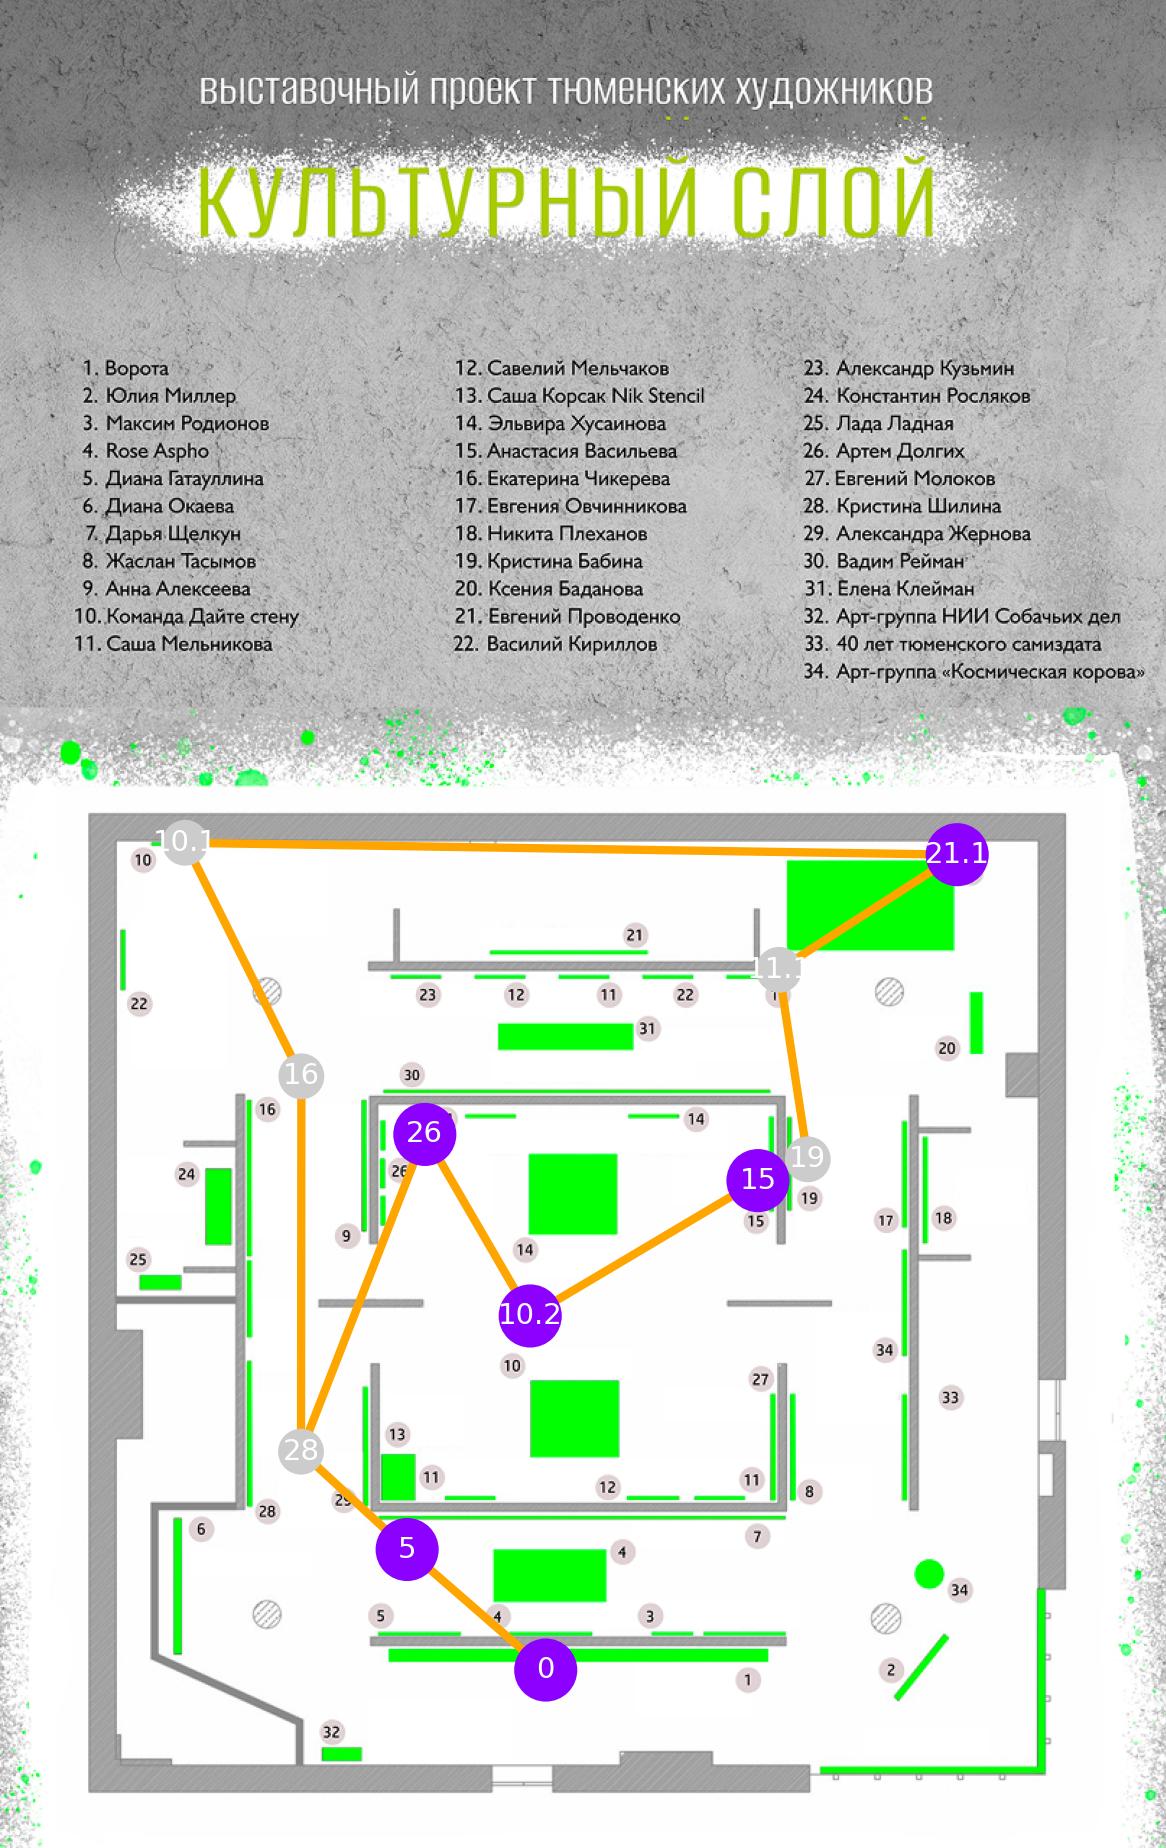 выставочный проект тюменских художников
КУЛЬТУРНЫЙ СЛОЙ
1. Ворота
2. Юлия Миллер
3. Максим Родионов
4. Rose Aspho
5. Диана Гатауллина
6. Диана Окаева
7. Дарья Щелкун
8. Жаслан Тасымов
9. Анна Алексеева
10. Команда Дайте стену
11. Саша Мельникова
12. Савелий Мельчаков
13. Саша Корсак Nik Stencil
14. Эльвира Хусаинова
15. Анастасия Васильева
16. Екатерина Чикерева
17. Евгения Овчинникова
18. Никита Плеханов
19. Кристина Бабина
20. Ксения Баданова
21. Евгений Проводенко
22. Василий Кириллов
23. Александр Кузьмин
24. Константин Росляков
25. Лада Ладная
26. Артем Долгих
27. Евгений Молоков
28. Кристина Шилина
29. Александра Жернова
30. Вадим Рейман
31. Елена Клейман
32. Арт-группа НИИ Собачьих дел
33. 40 лет тюменского самиздата
34. Арт-группа «Космическая корова»
10.1
21.1
10
21
11.1
23
12
11
22
22
31
20
30
16
16
26
14
24
26
15
19
19
9
15
17
18
25
14
10.2
34
10
27
33
13
28
11
12
11
8
29
28
6
5
7
4
34
5
4
3
0
1
2
32